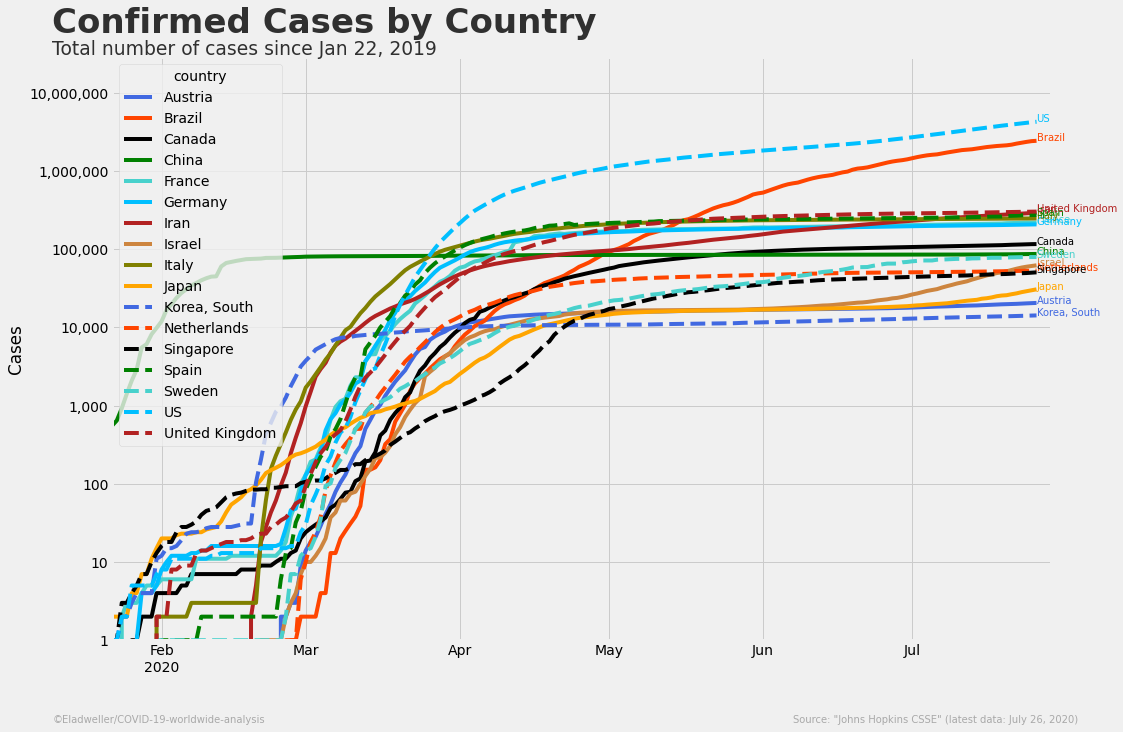 Confirmed Cases by Country
Total number of cases since Jan 22, 2019
Cases
10,000,000
1,000,000
100,000
10,000
1,000
100
10
1
country
Austria
Brazil
Canada
China
France
Germany
Iran
Israel
Italy
Japan
Korea, South
Netherlands
Singapore
Spain
Sweden
US
United Kingdom
US
Brazil
United Kingdom
Spain
Germany
Canada
China
Sweden
Israel
Singapore
Japan
Austria
Korea, South
Feb
2020
Mar
Apr
May
Jun
Jul
©Eladweller/COVID-19-worldwide-analysis
Source: "Johns Hopkins CSSE" (latest data: July 26, 2020)